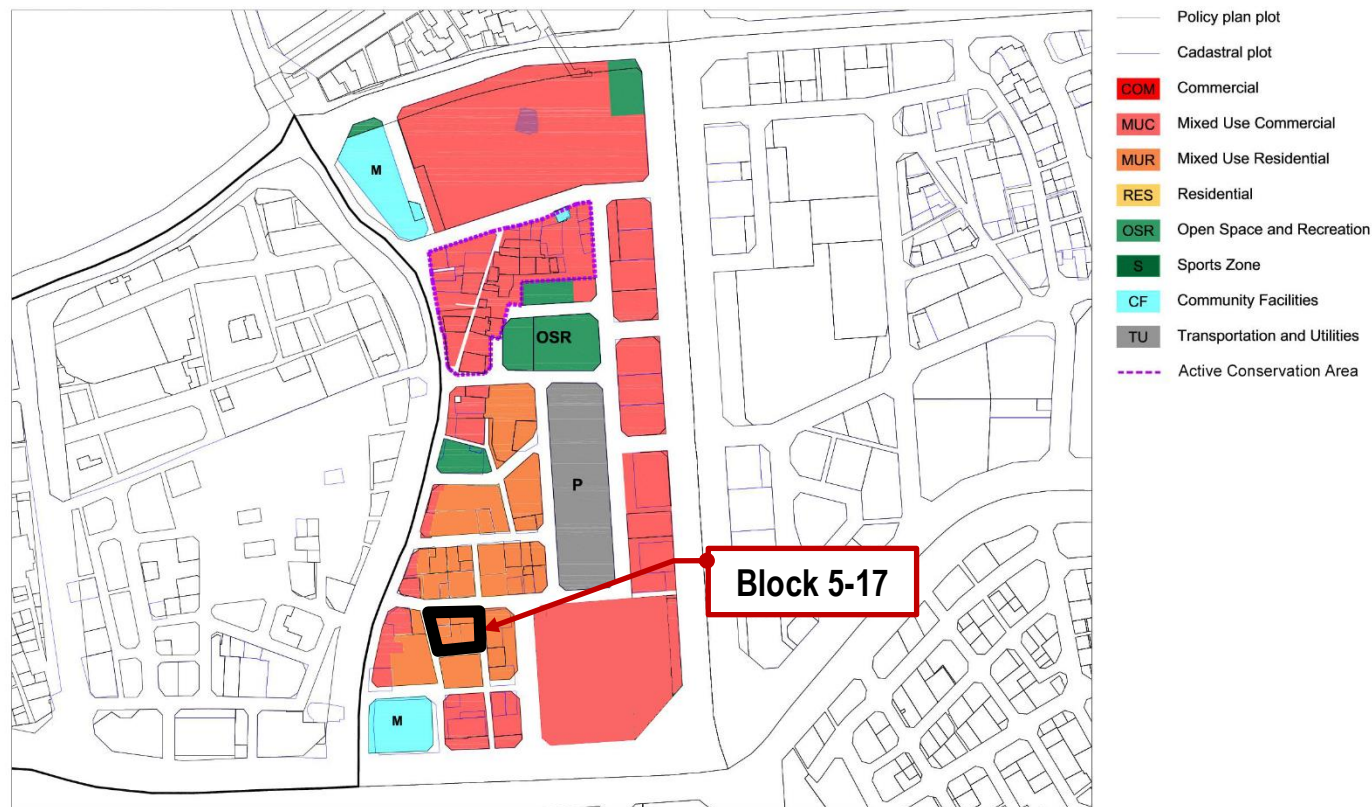 Policy plan plot
Cadastral plot
COM Commercial
MUC Mixed Use Commercial
MUR Mixed Use Residential
RES Residential
OSR Open Space and Recreation
S Sports Zone
CF Community Facilities
TU Transportation and Utilities
Active Conservation Area
M
OSR
P
Block 5-17
M